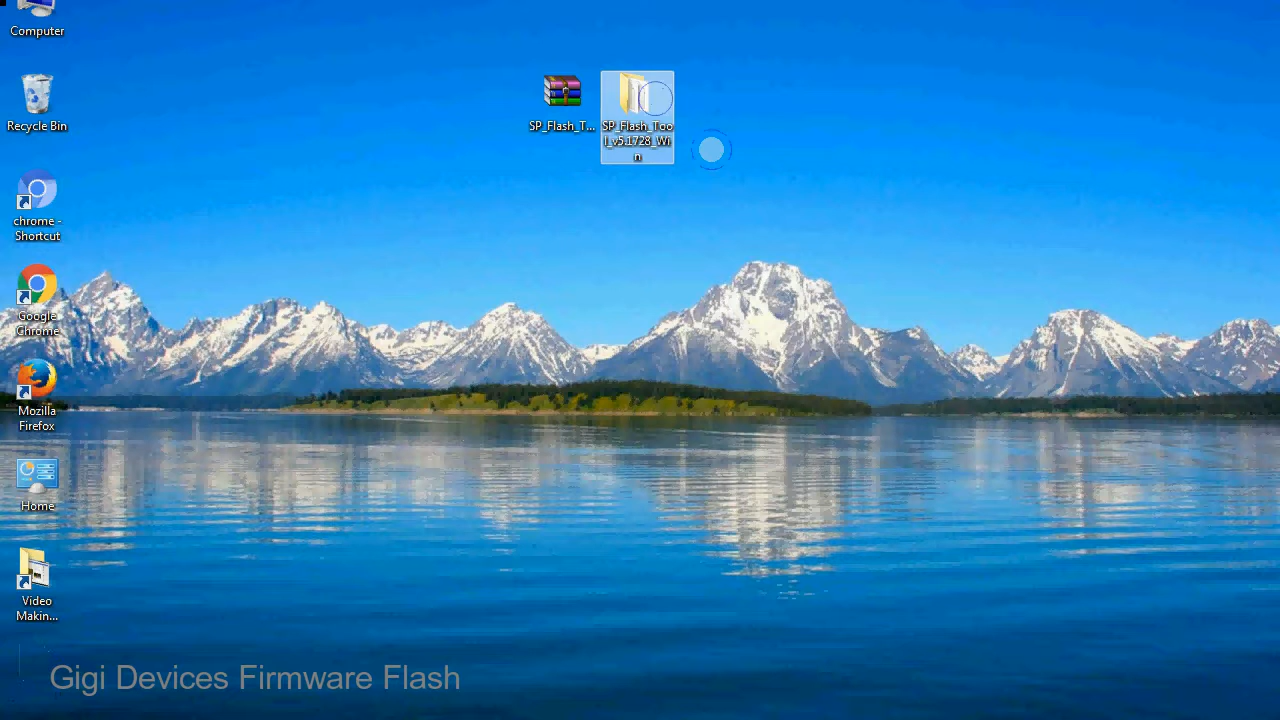 Computer
Recycle Bin
chrome -
Shortcut
Google
Chrome
Mozilla
Firefox
Home
Video
Makin...
SP_Flash_T...
SP_Flash_Too
l_v5.1728_Wi
n
Gigi Devices Firmware Flash